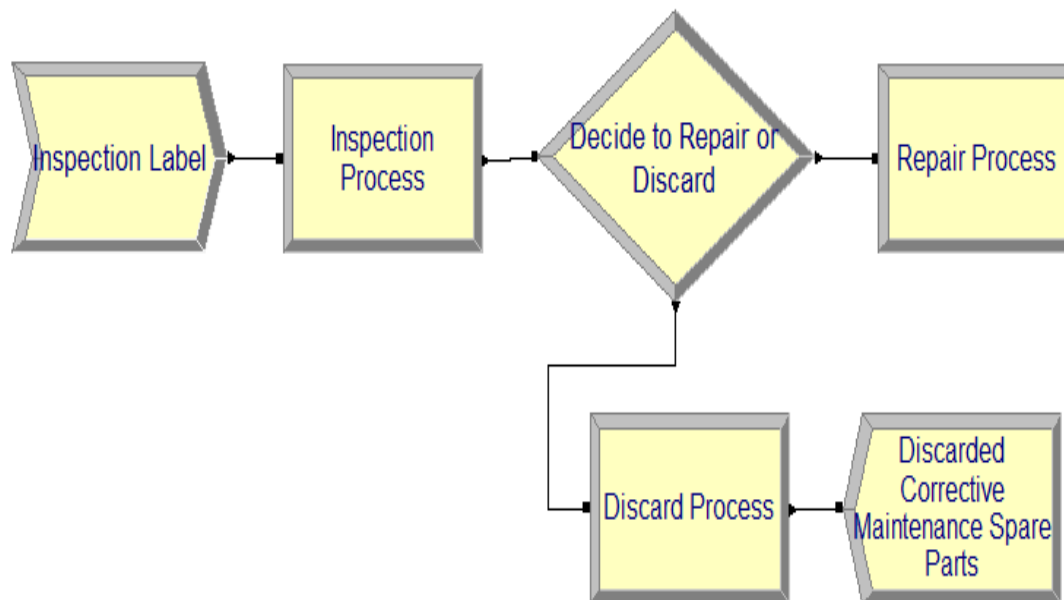 Inspection Label
Inspection
Process
Decide to Repair or
Discard
Repair Process
Discard Process
Discarded
Corrective
Maintenance Spare
Parts